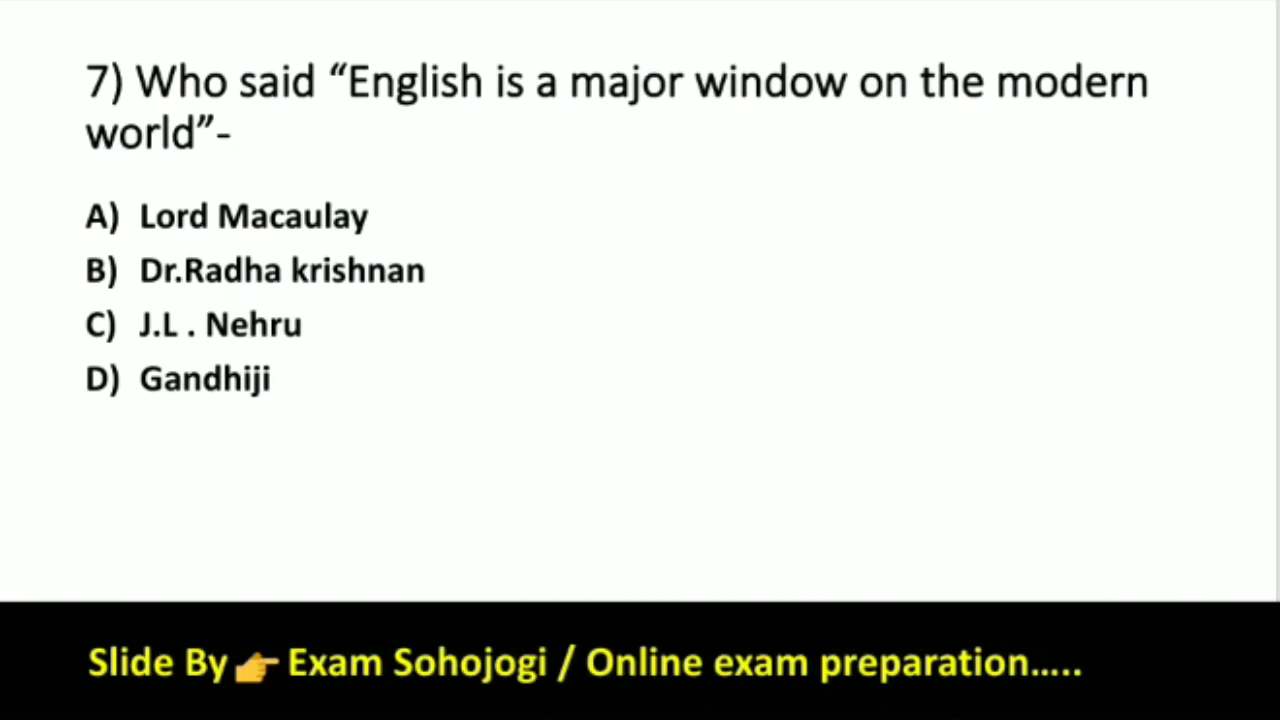 7) Who said “English is a major window on the modern
world”-
A) Lord Macaulay
B) Dr.Radha krishnan
C) J.L . Nehru
D) Gandhiji
Slide By 👉 Exam Sohojogi / Online exam preparation.....